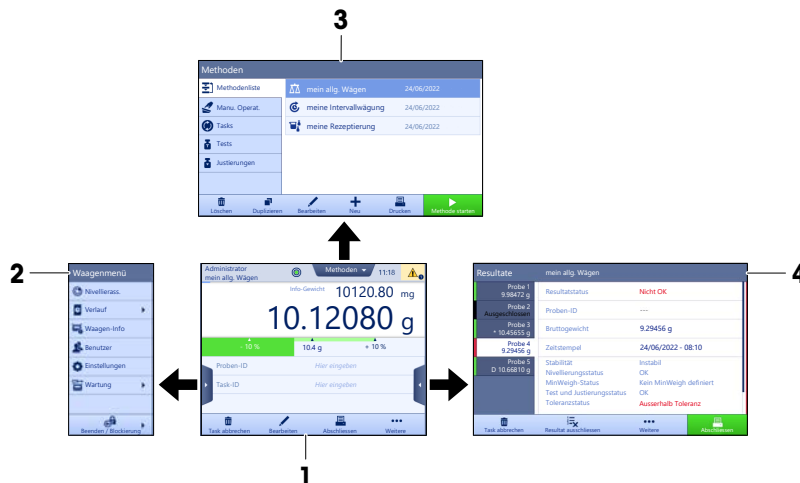 3
Methoden
Methodenliste
Manu. Operat.
Tasks
Tests
Justierungen
mein allg. Wägen 24/06/2022
meine Intervallwägung 24/06/2022
meine Rezeptierung 24/06/2022
Löschen Duplizieren Bearbeiten Neu Drucken Methode starten
2
Waagenmenü
Nivellierass.
Verlauf
Waagen-Info
Benutzer
Einstellungen
Wartung
Beenden / Blockierung
Administrator
mein allg. Wägen
Methoden 11:18
Info-Gewicht 10120.80 mg
10.12080 g
- 10 % 10.4 g + 10 %
Proben-ID Hier eingeben
Task-ID Hier eingeben
Task abbrechen Bearbeiten Abschliessen Weitere
1
4
Resultate mein allg. Wägen
Probe 1
9.98472 g
Probe 2
Ausgeschlossen
Probe 3
* 10.45655 g
Probe 4
9.29456 g
Probe 5
D 10.66810 g
Resultatstatus Nicht OK
Proben-ID ---
Bruttogewicht 9.29456 g
Zeitstempel 24/06/2022 - 08:10
Stabilität Instabil
Nivellierungsstatus OK
MinWeigh-Status Kein MinWeigh definiert
Test und Justierungsstatus OK
Toleranzstatus Ausserhalb Toleranz
Task abbrechen Resultat ausschliessen Weitere Abschliessen